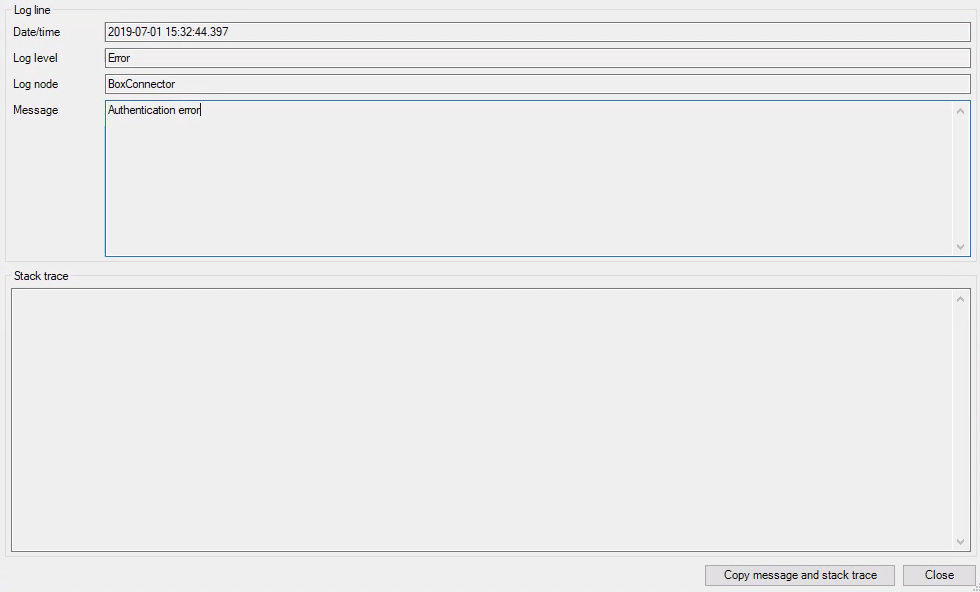 Log line
Date/time 2019-07-01 15:32:44.397
Log level Error
Log node BoxConnector
Message Authentication error
Stack trace
Copy message and stack trace Close